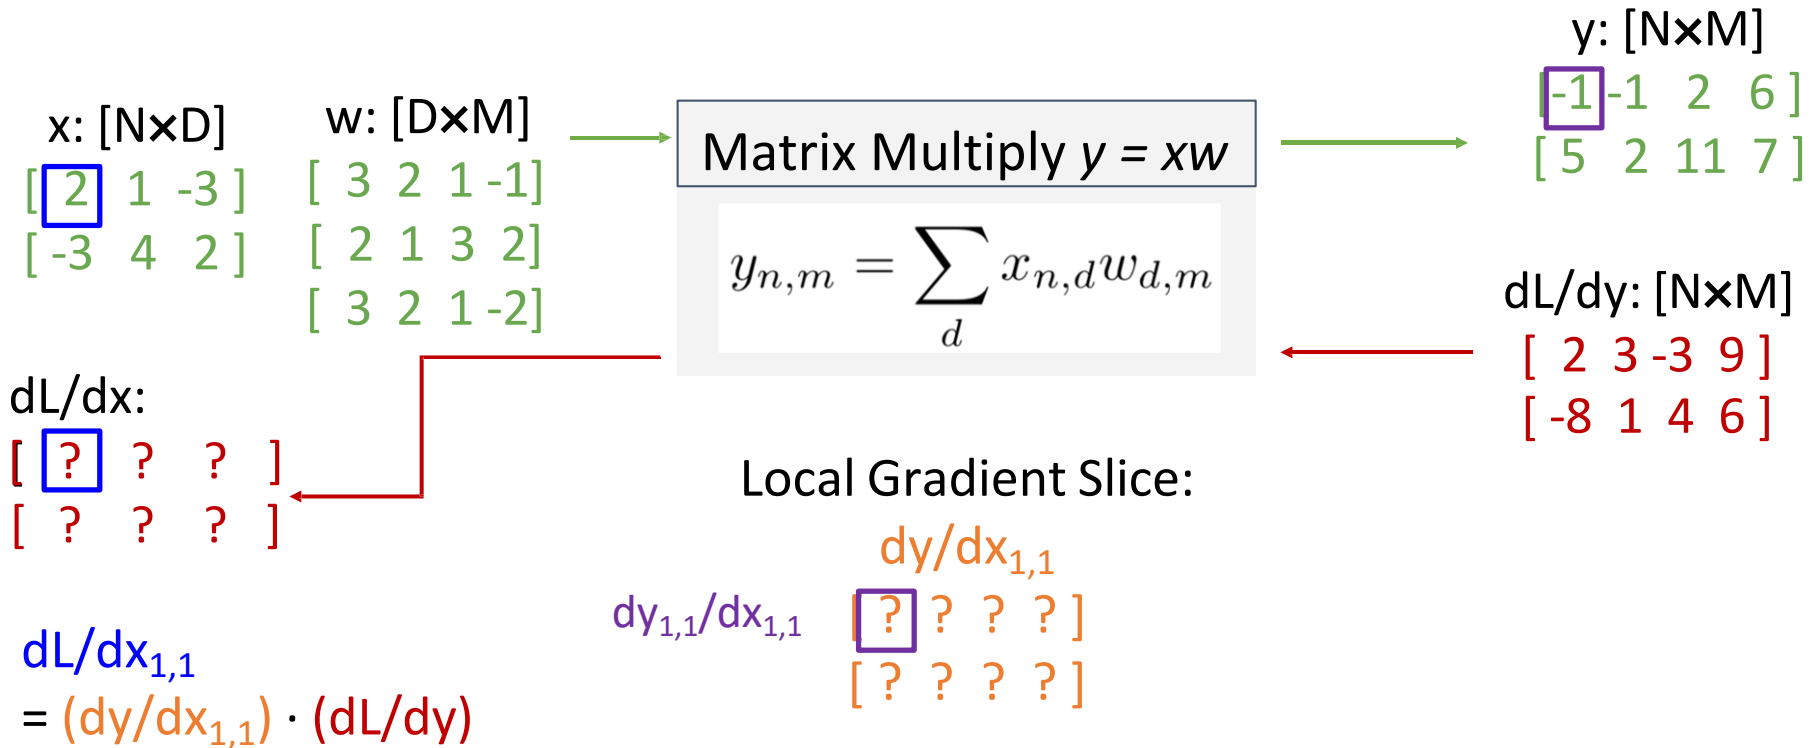 x: [N×D]
[ 2 1 -3 ]
[ -3 4 2 ]
w: [D×M]
[ 3 2 1 -1]
[ 2 1 3 2]
[ 3 2 1 -2]
Matrix Multiply y = xw
y_{n,m} = \sum_d x_{n,d} w_{d,m}
y: [N×M]
[ -1 -1 2 6 ]
[ 5 2 11 7 ]
dL/dy: [N×M]
[ 2 3 -3 9 ]
[ -8 1 4 6 ]
dL/dx:
[ ? ? ? ]
[ ? ? ? ]
Local Gradient Slice:
dy/dx_{1,1}
dy_{1,1}/dx_{1,1} [ ? ? ? ? ]
[ ? ? ? ? ]
dL/dx_{1,1}
= (dy/dx_{1,1}) · (dL/dy)